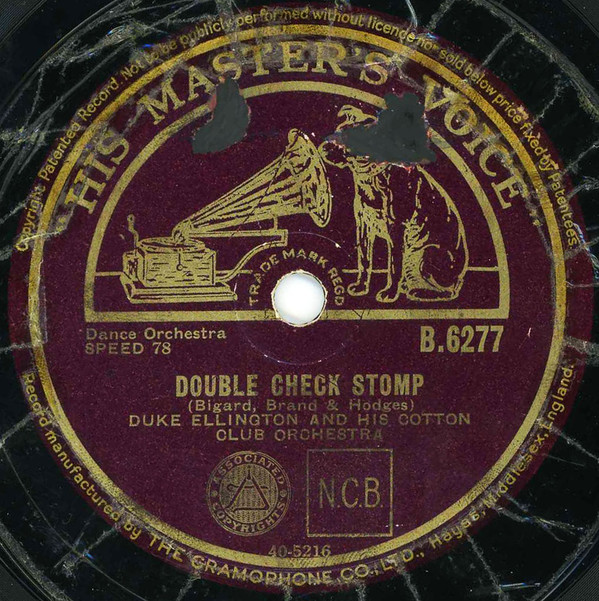 Copyright Patented Record. Not to be publicly performed without licence nor sold below price fixed by Patentees.
"HIS MASTER'S VOICE"
TRADE MARK REGD
Dance Orchestra
SPEED 78
B.6277
DOUBLE CHECK STOMP
(Bigard, Brand & Hodges)
DUKE ELLINGTON AND HIS COTTON
CLUB ORCHESTRA
ASSOCIATED COPYRIGHTS
N.C.B.
40-5216
Record manufactured by THE GRAMOPHONE CO., LTD., Hayes, Middlesex, England.